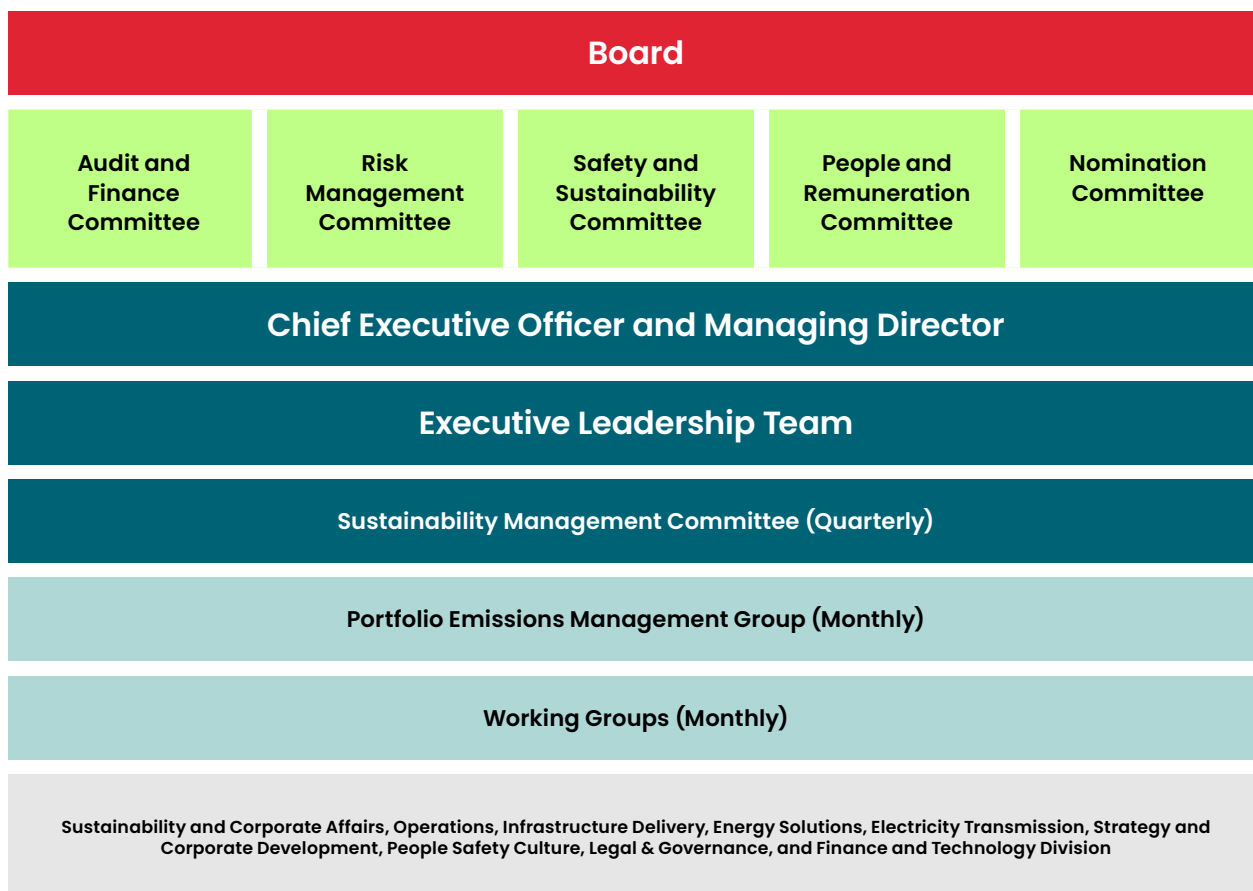 Board
Audit and
Finance
Committee
Risk
Management
Committee
Safety and
Sustainability
Committee
People and
Remuneration
Committee
Nomination
Committee
Chief Executive Officer and Managing Director
Executive Leadership Team
Sustainability Management Committee (Quarterly)
Portfolio Emissions Management Group (Monthly)
Working Groups (Monthly)
Sustainability and Corporate Affairs, Operations, Infrastructure Delivery, Energy Solutions, Electricity Transmission, Strategy and
Corporate Development, People Safety Culture, Legal & Governance, and Finance and Technology Division